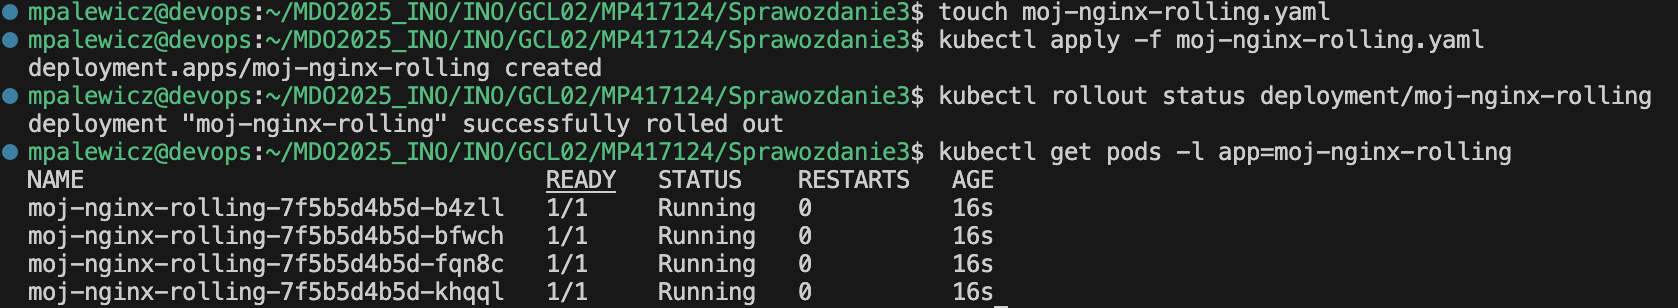 mpalewicz@devops:~/MDO2025_INO/INO/GCL02/MP417124/Sprawozdanie3$ touch moj-nginx-rolling.yaml
mpalewicz@devops:~/MDO2025_INO/INO/GCL02/MP417124/Sprawozdanie3$ kubectl apply -f moj-nginx-rolling.yaml
deployment.apps/moj-nginx-rolling created
mpalewicz@devops:~/MDO2025_INO/INO/GCL02/MP417124/Sprawozdanie3$ kubectl rollout status deployment/moj-nginx-rolling
deployment "moj-nginx-rolling" successfully rolled out
mpalewicz@devops:~/MDO2025_INO/INO/GCL02/MP417124/Sprawozdanie3$ kubectl get pods -l app=moj-nginx-rolling
NAME READY STATUS RESTARTS AGE
moj-nginx-rolling-7f5b5d4b5d-b4zll 1/1 Running 0 16s
moj-nginx-rolling-7f5b5d4b5d-bfwch 1/1 Running 0 16s
moj-nginx-rolling-7f5b5d4b5d-fqn8c 1/1 Running 0 16s
moj-nginx-rolling-7f5b5d4b5d-khqql 1/1 Running 0 16s